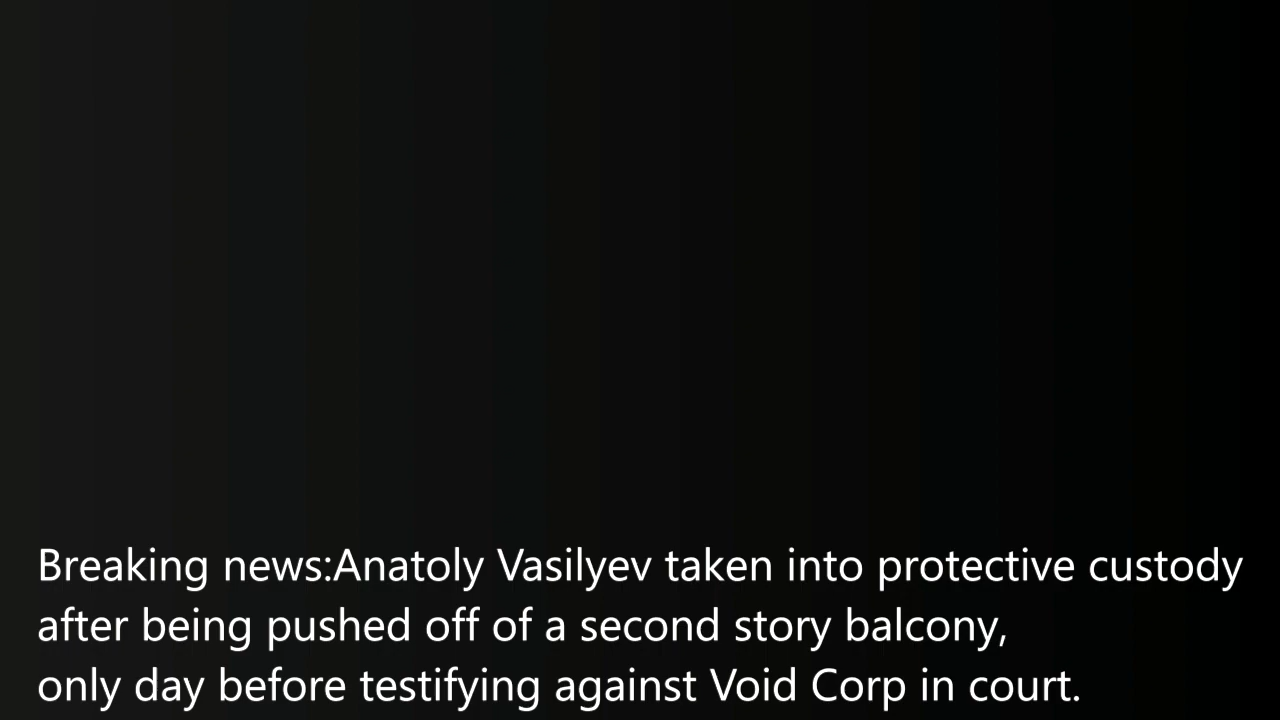 Breaking news:Anatoly Vasilyev taken into protective custody
after being pushed off of a second story balcony,
only day before testifying against Void Corp in court.